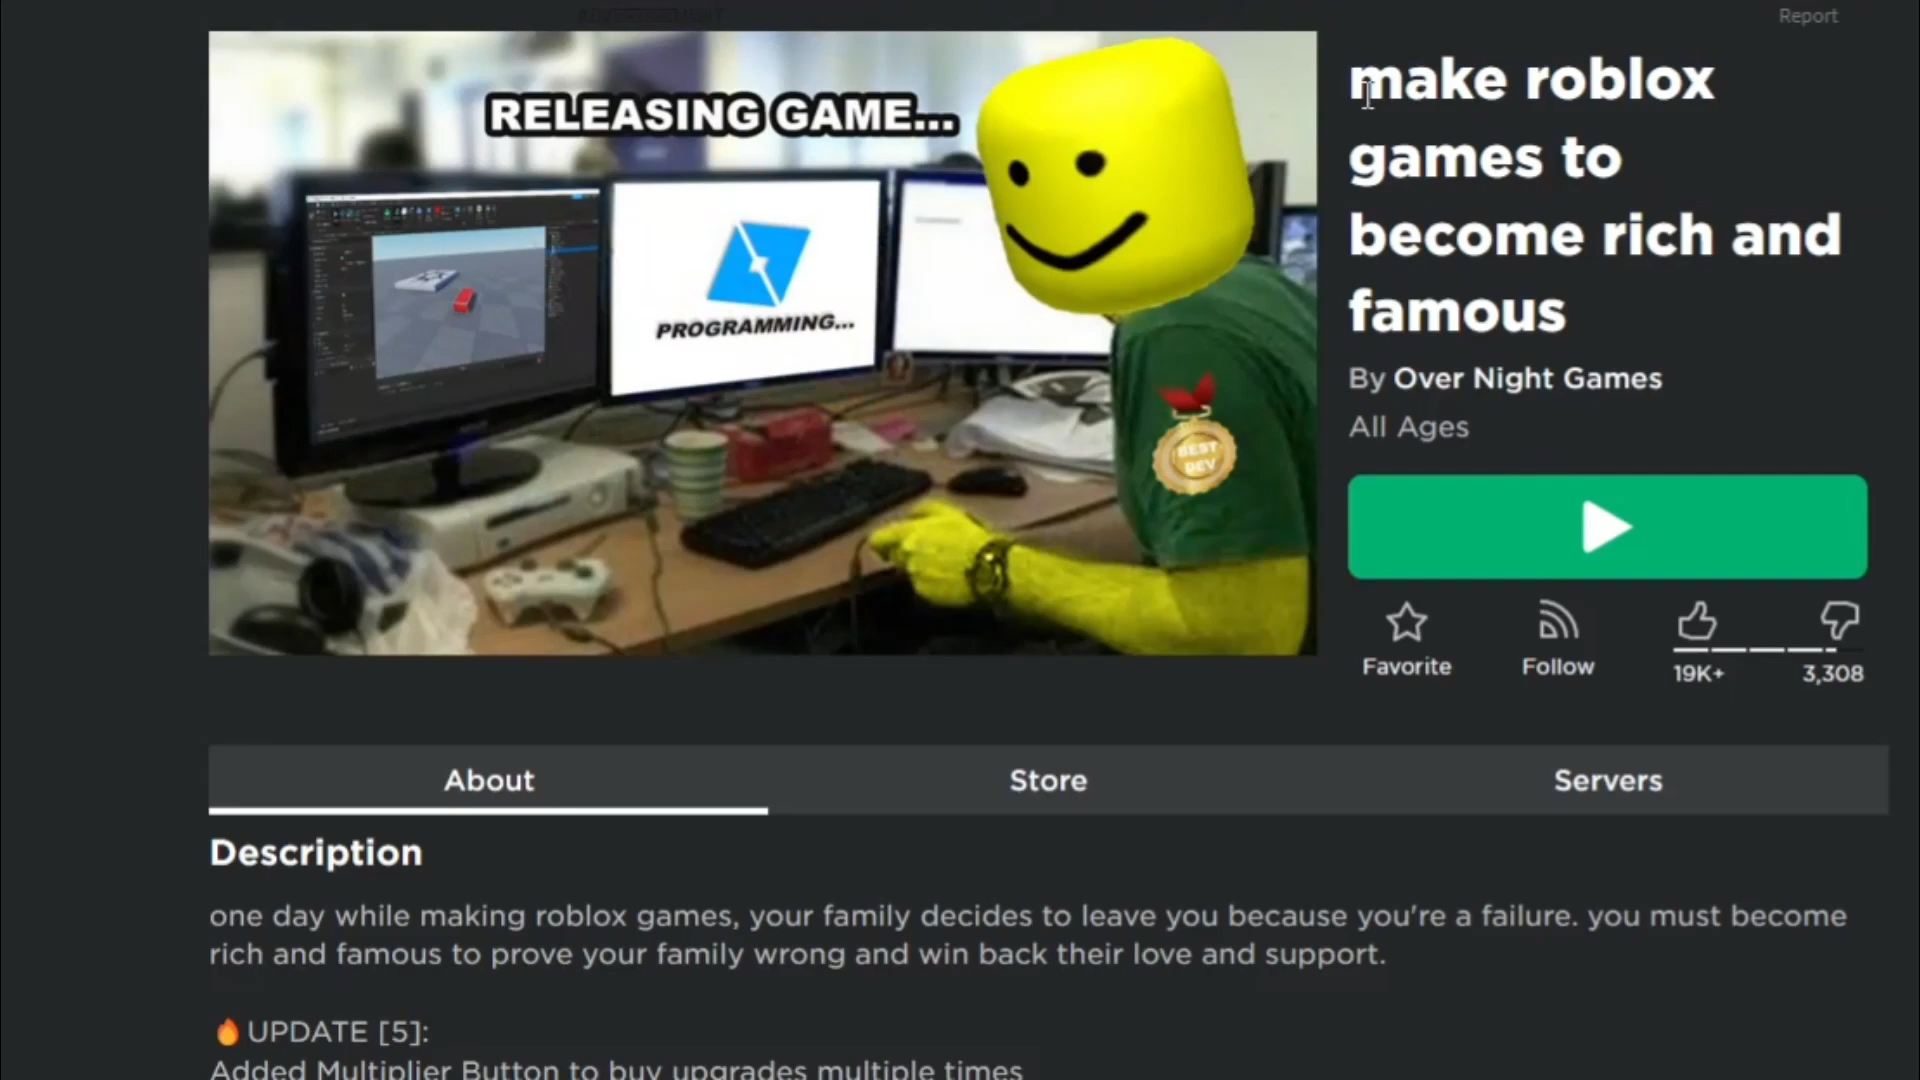 Report
RELEASING GAME...
PROGRAMMING...
BEST
DEV
make roblox
games to
become rich and
famous
By Over Night Games
All Ages
Favorite
Follow
19K+
3,308
About
Store
Servers
Description
one day while making roblox games, your family decides to leave you because you're a failure. you must become
rich and famous to prove your family wrong and win back their love and support.
🔥UPDATE [5]:
Added Multiplier Button to buy upgrades multiple times